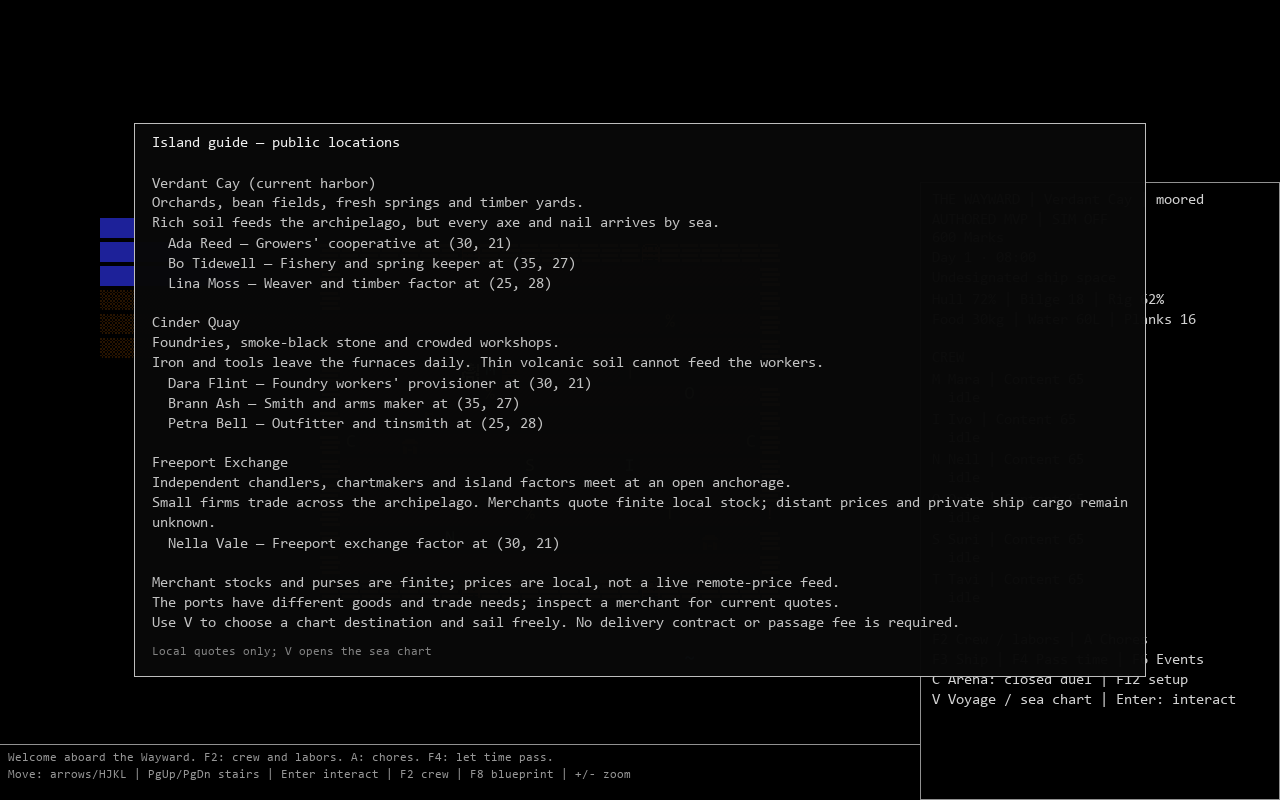 Island guide — public locations
Verdant Cay (current harbor)
Orchards, bean fields, fresh springs and timber yards.
Rich soil feeds the archipelago, but every axe and nail arrives by sea.
Ada Reed — Growers' cooperative at (30, 21)
Bo Tidewell — Fishery and spring keeper at (35, 27)
Lina Moss — Weaver and timber factor at (25, 28)
Cinder Quay
Foundries, smoke-black stone and crowded workshops.
Iron and tools leave the furnaces daily. Thin volcanic soil cannot feed the workers.
Dara Flint — Foundry workers' provisioner at (30, 21)
Brann Ash — Smith and arms maker at (35, 27)
Petra Bell — Outfitter and tinsmith at (25, 28)
Freeport Exchange
Independent chandlers, chartmakers and island factors meet at an open anchorage.
Small firms trade across the archipelago. Merchants quote finite local stock; distant prices and private ship cargo remain
unknown.
Nella Vale — Freeport exchange factor at (30, 21)
Merchant stocks and purses are finite; prices are local, not a live remote-price feed.
The ports have different goods and trade needs; inspect a merchant for current quotes.
Use V to choose a chart destination and sail freely. No delivery contract or passage fee is required.
Local quotes only; V opens the sea chart
moored
52%
nks 16
Events
C Arena: closed duel | F12 setup
V Voyage / sea chart | Enter: interact
Welcome aboard the Wayward. F2: crew and labors. A: chores. F4: let time pass.
Move: arrows/HJKL | PgUp/PgDn stairs | Enter interact | F2 crew | F8 blueprint | +/- zoom